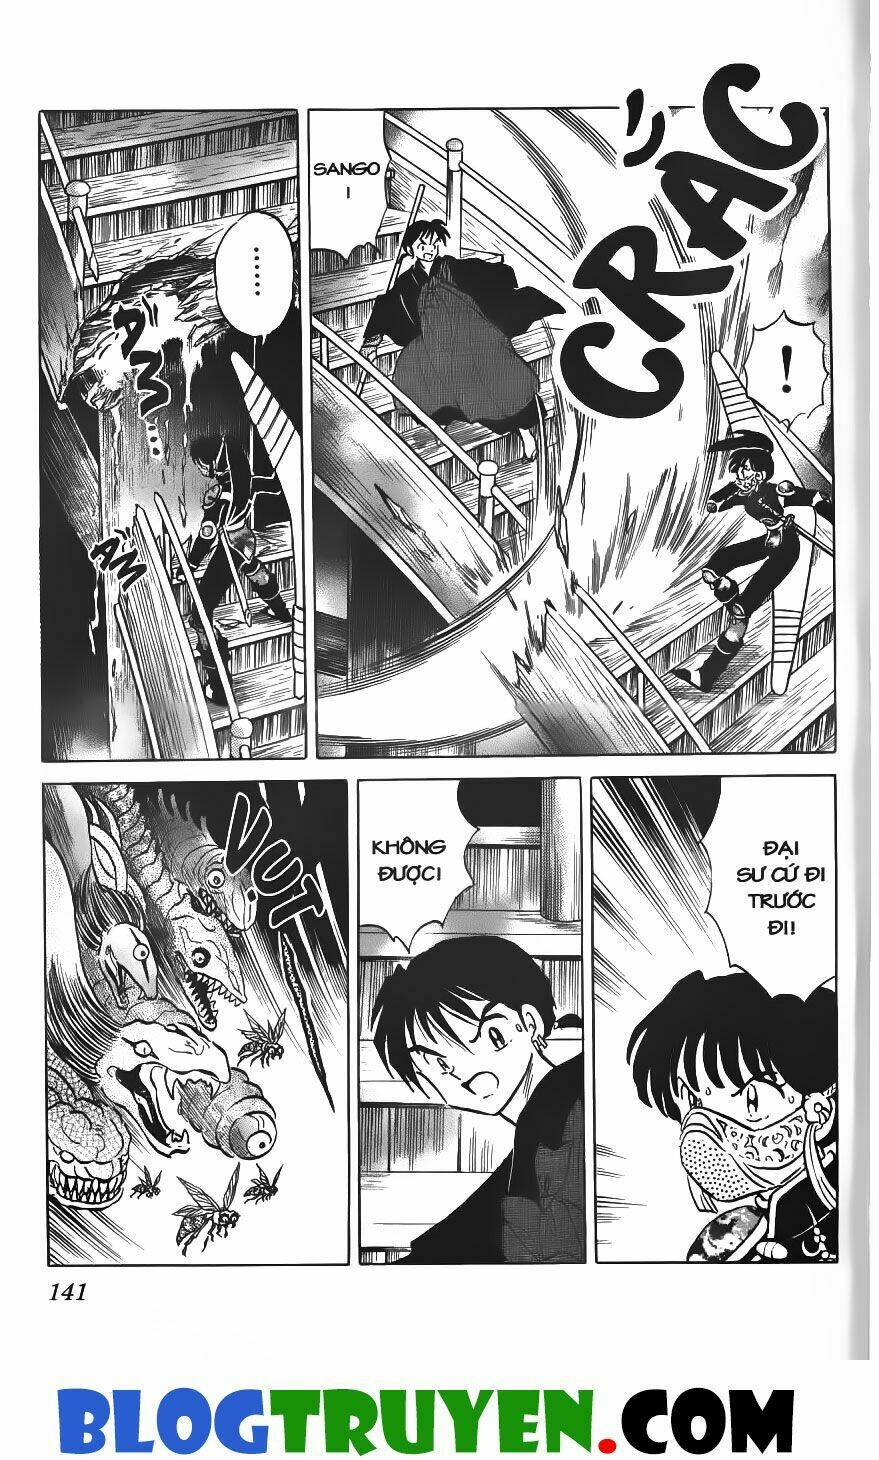 SANGO
!
CRẮC
!
......
ẦM
ẦM
ĐẠI
SƯ CỨ ĐI
TRƯỚC
ĐI!
KHÔNG
ĐƯỢC!
VỤT
141
BLOGTRUYEN.COM